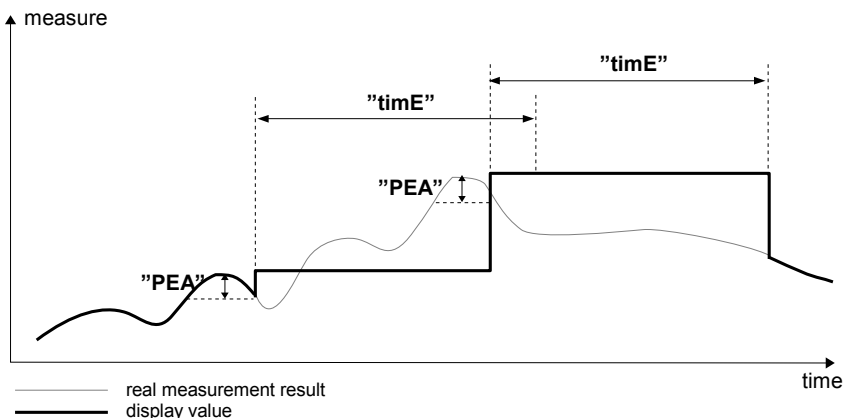 measure
”timE”
”timE”
”PEA”
”PEA”
time
real measurement result
display value